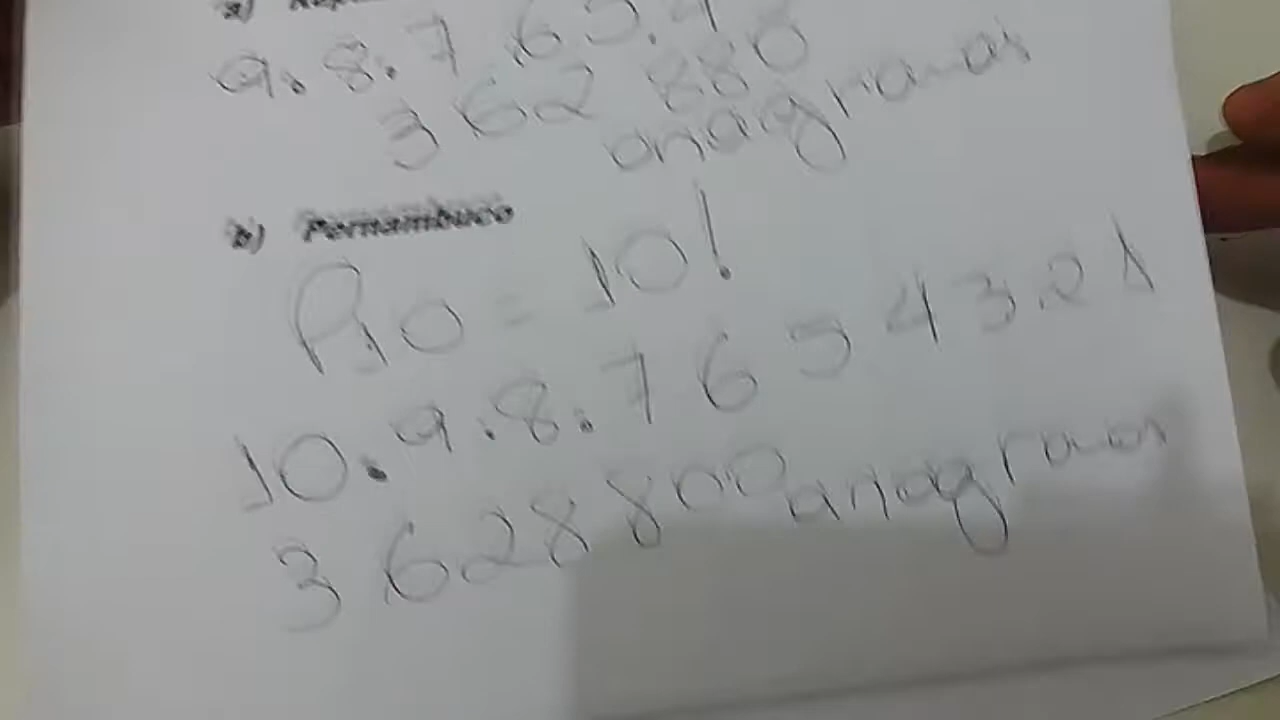 a)
9.8.7.6 5.4
362 880
anagramas
b) Pernambuco
P10 = 10!
10.9.8.7 6 5 4 3.2 1
3.628 800 anagramas